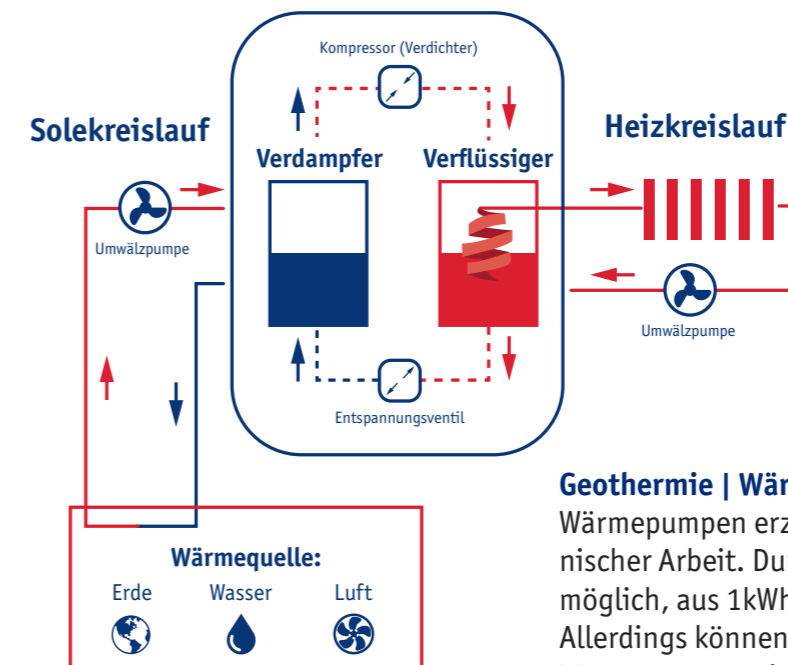 Kompressor (Verdichter)
Solekreislauf
Heizkreislauf
Verdampfer
Verflüssiger
Umwälzpumpe
Umwälzpumpe
Entspannungsventil
Geothermie | Wär
Wärmepumpen erz
nischer Arbeit. Du
möglich, aus 1kWh
Allerdings können
Wärmequelle:
Erde
Wasser
Luft